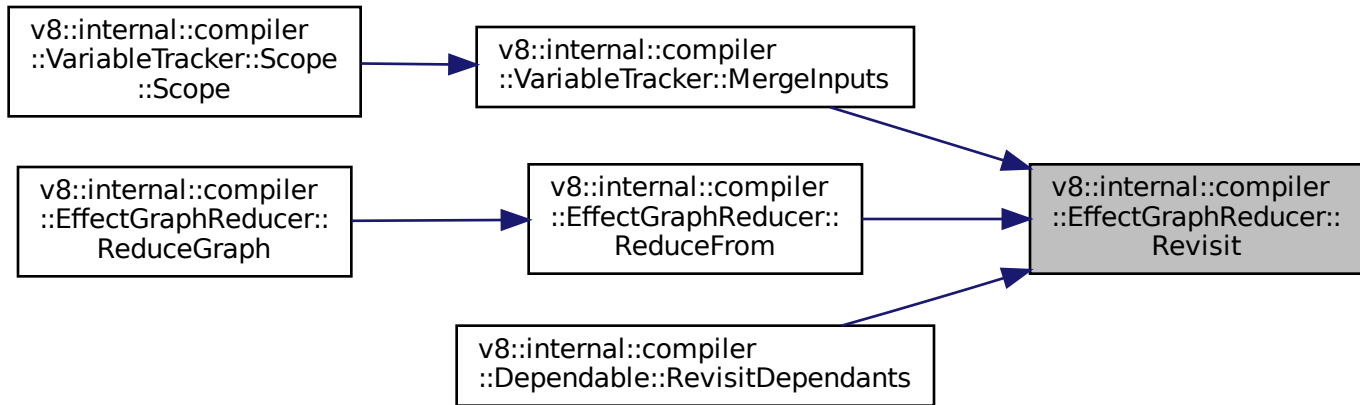 v8::internal::compiler
::VariableTracker::Scope
::Scope
v8::internal::compiler
::VariableTracker::MergeInputs
v8::internal::compiler
::EffectGraphReducer::
ReduceGraph
v8::internal::compiler
::EffectGraphReducer::
ReduceFrom
v8::internal::compiler
::EffectGraphReducer::
Revisit
v8::internal::compiler
::Dependable::RevisitDependants